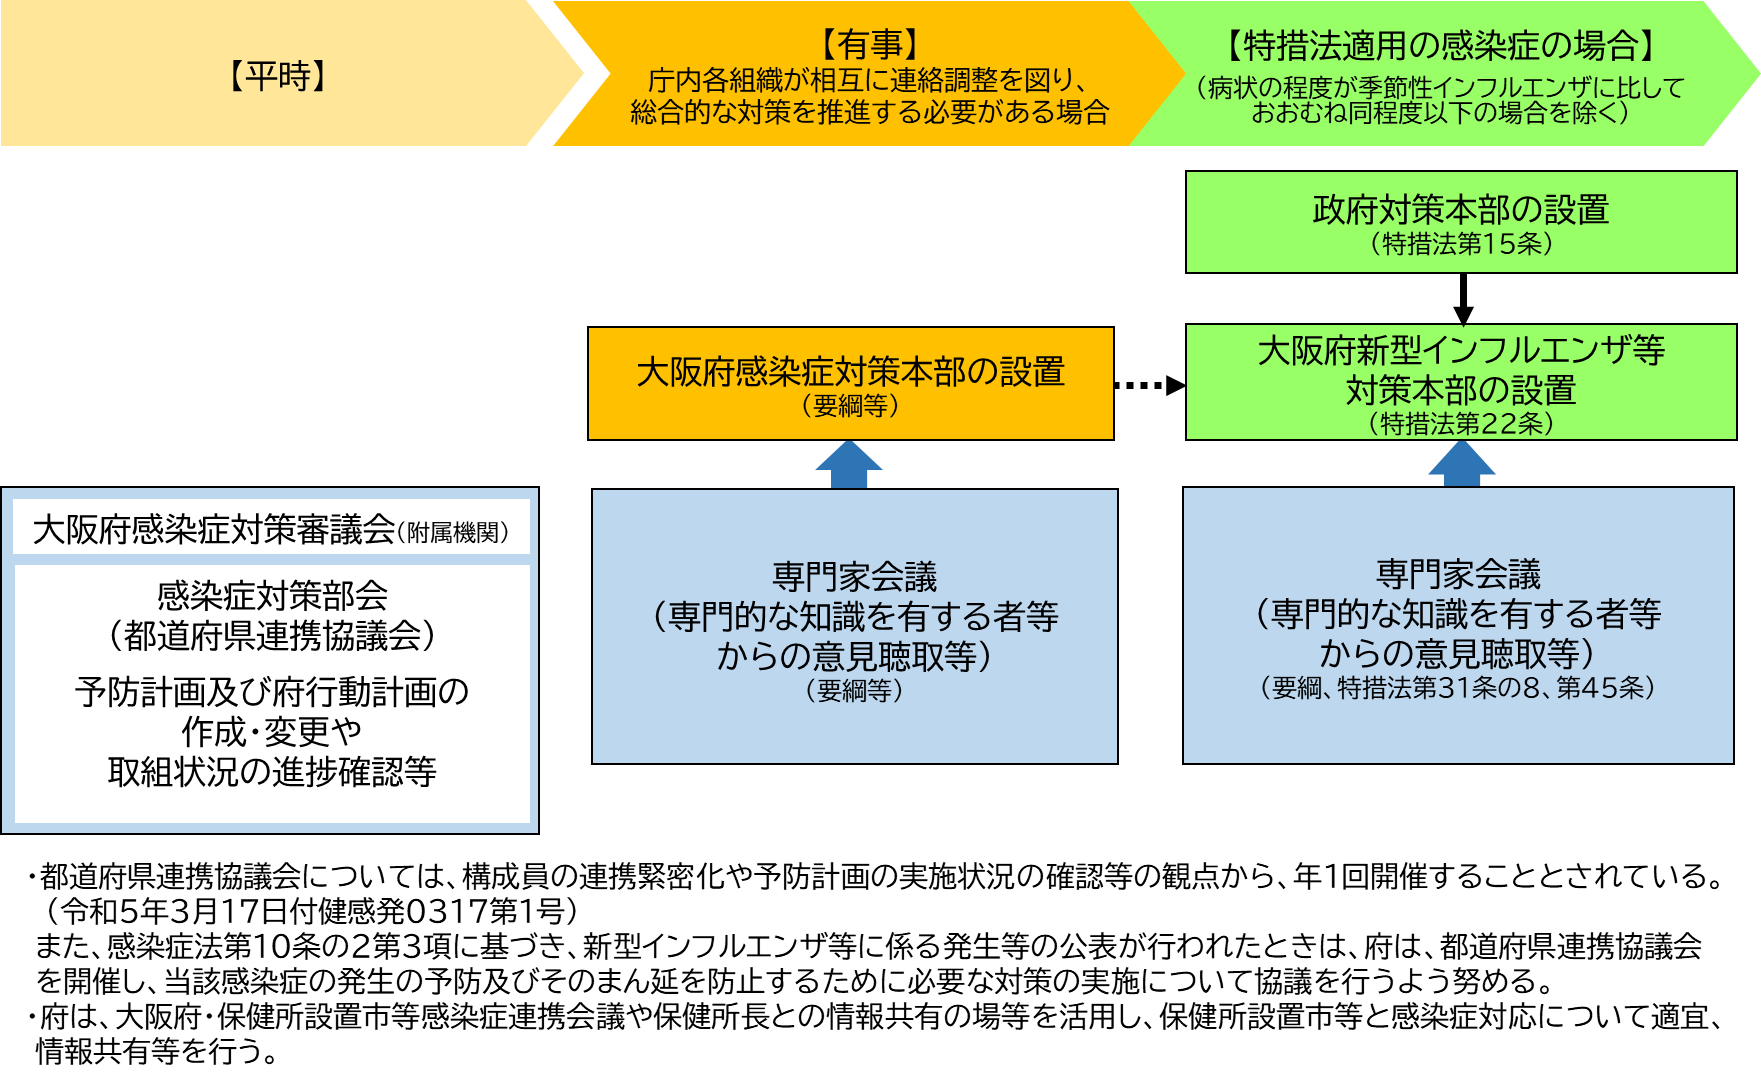 【平時】
【有事】
庁内各組織が相互に連絡調整を図り、
総合的な対策を推進する必要がある場合
【特措法適用の感染症の場合】
（病状の程度が季節性インフルエンザに比して
おおむね同程度以下の場合を除く）
政府対策本部の設置
（特措法第15条）
大阪府感染症対策本部の設置
（要綱等）
大阪府新型インフルエンザ等
対策本部の設置
（特措法第22条）
大阪府感染症対策審議会（附属機関）
感染症対策部会
（都道府県連携協議会）
予防計画及び府行動計画の
作成・変更や
取組状況の進捗確認等
専門家会議
（専門的な知識を有する者等
からの意見聴取等）
（要綱等）
専門家会議
（専門的な知識を有する者等
からの意見聴取等）
（要綱、特措法第31条の8、第45条）
・都道府県連携協議会については、構成員の連携緊密化や予防計画の実施状況の確認等の観点から、年1回開催することとされている。
（令和5年3月17日付健感発0317第1号）
また、感染症法第10条の2第3項に基づき、新型インフルエンザ等に係る発生等の公表が行われたときは、府は、都道府県連携協議会
を開催し、当該感染症の発生の予防及びそのまん延を防止するために必要な対策の実施について協議を行うよう努める。
・府は、大阪府・保健所設置市等感染症連携会議や保健所長との情報共有の場等を活用し、保健所設置市等と感染症対応について適宜、
情報共有等を行う。